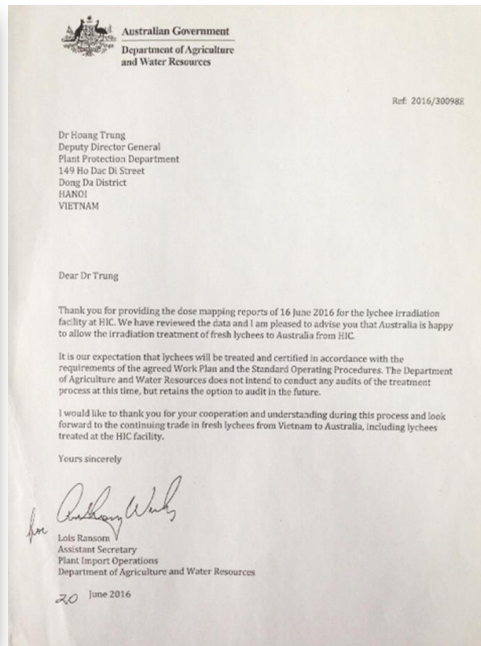 Australian Government
Department of Agriculture
and Water Resources
Ref: 2016/30098E
Dr Hoang Trung
Deputy Director General
Plant Protection Department
149 Ho Dac Di Street
Dong Da District
HANOI
VIETNAM
Dear Dr Trung
Thank you for providing the dose mapping reports of 16 June 2016 for the lychee irradiation
facility at HIC. We have reviewed the data and I am pleased to advise you that Australia is happy
to allow the irradiation treatment of fresh lychees to Australia from HIC.
It is our expectation that lychees will be treated and certified in accordance with the
requirements of the agreed Work Plan and the Standard Operating Procedures. The Department
of Agriculture and Water Resources does not intend to conduct any audits of the treatment
process at this time, but retains the option to audit in the future.
I would like to thank you for your cooperation and understanding during this process and look
forward to the continuing trade in fresh lychees from Vietnam to Australia, including lychees
treated at the HIC facility.
Yours sincerely
for
Lois Ransom
Assistant Secretary
Plant Import Operations
Department of Agriculture and Water Resources
20 June 2016